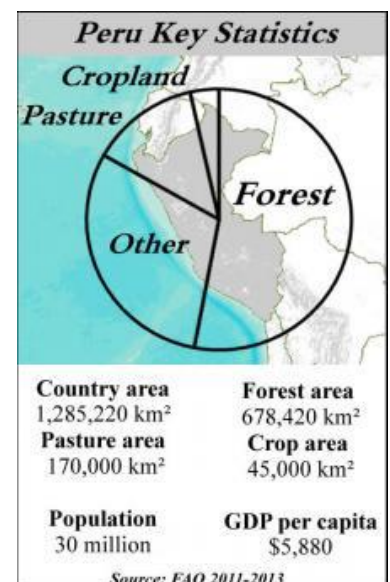 Peru Key Statistics
Cropland
Pasture
Forest
Other
Country area
1,285,220 km²
Forest area
678,420 km²
Pasture area
170,000 km²
Crop area
45,000 km²
Population
30 million
GDP per capita
$5,880
Source: FAO 2011-2013